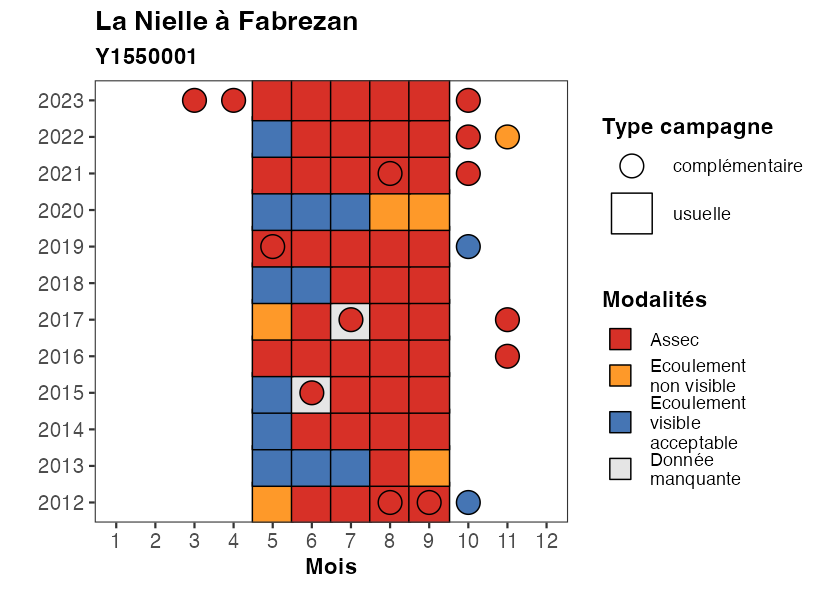 La Nielle à Fabrezan
Y1550001
2023
2022
2021
2020
2019
2018
2017
2016
2015
2014
2013
2012
1 2 3 4 5 6 7 8 9 10 11 12
Mois
Type campagne
complémentaire
usuelle
Modalités
Assec
Ecoulement
non visible
Ecoulement
visible
acceptable
Donnée
manquante